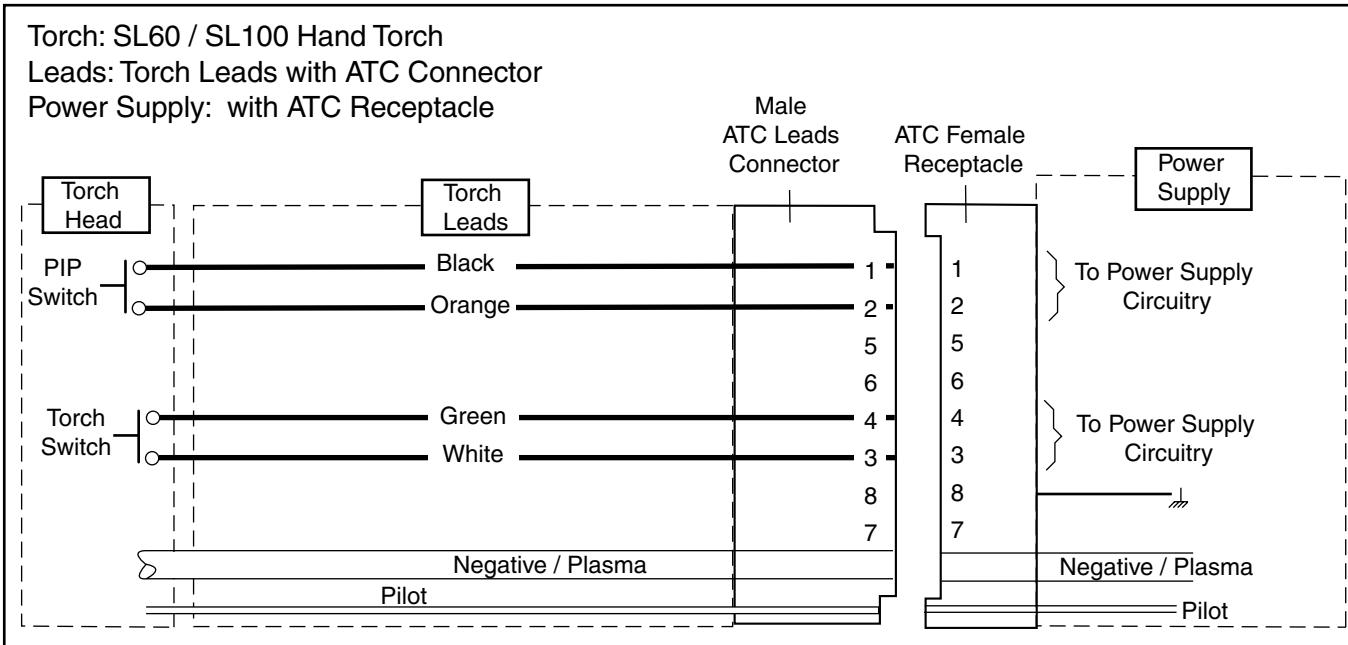 Torch: SL60 / SL100 Hand Torch
Leads: Torch Leads with ATC Connector
Power Supply:  with ATC Receptacle
Male
ATC Leads
Connector
ATC Female
Receptacle
Power
Supply
Torch
Head
Torch
Leads
PIP
Switch
Black
Orange
1
2
5
6
4
3
8
7
1
2
5
6
4
3
8
7
To Power Supply
Circuitry
Torch
Switch
Green
White
To Power Supply
Circuitry
Negative / Plasma
Negative / Plasma
Pilot
Pilot